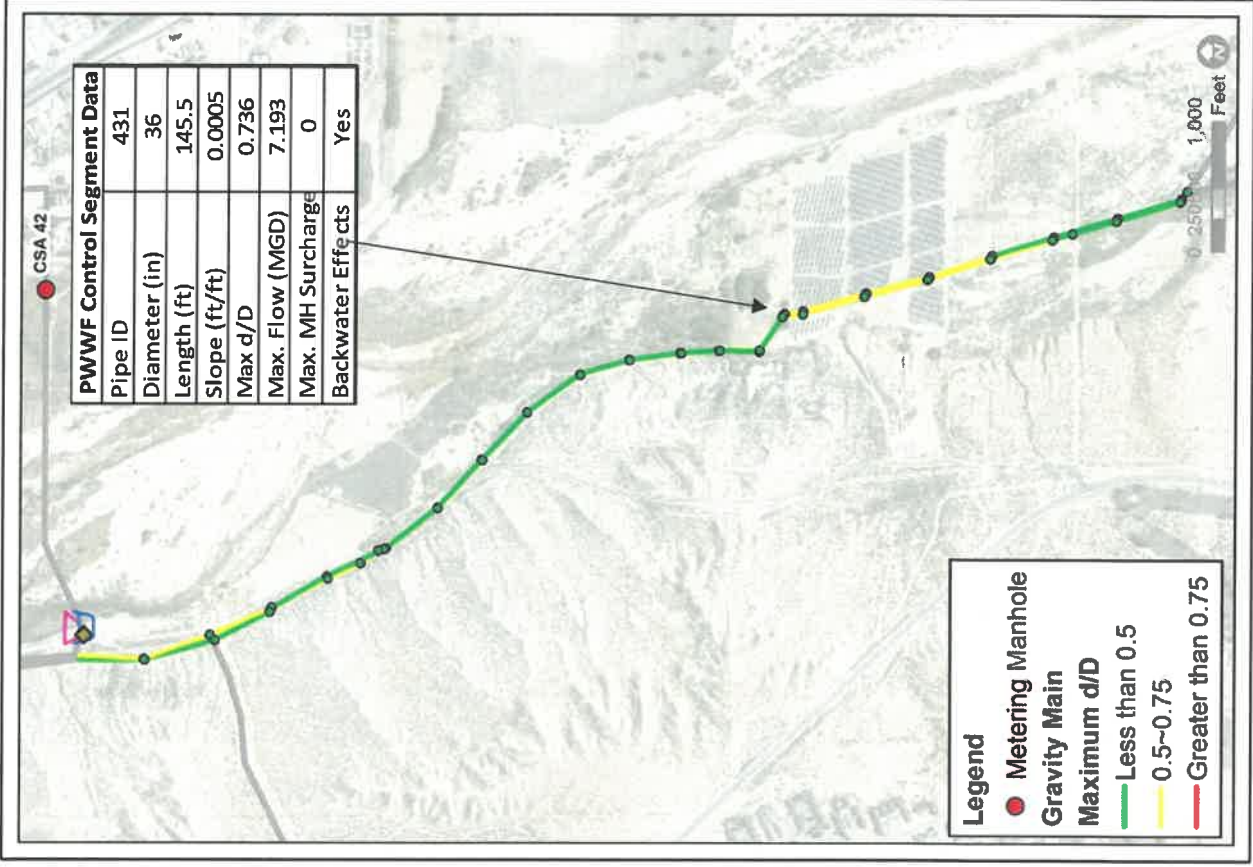 CSA 42
PWWF Control Segment Data
Pipe ID 431
Diameter (in) 36
Length (ft) 145.5
Slope (ft/ft) 0.0005
Max d/D 0.736
Max. Flow (MGD) 7.193
Max. MH Surcharge 0
Backwater Effects Yes
0 250 1,000
Feet
N
Legend
Metering Manhole
Gravity Main
Maximum d/D
Less than 0.5
0.5~0.75
Greater than 0.75